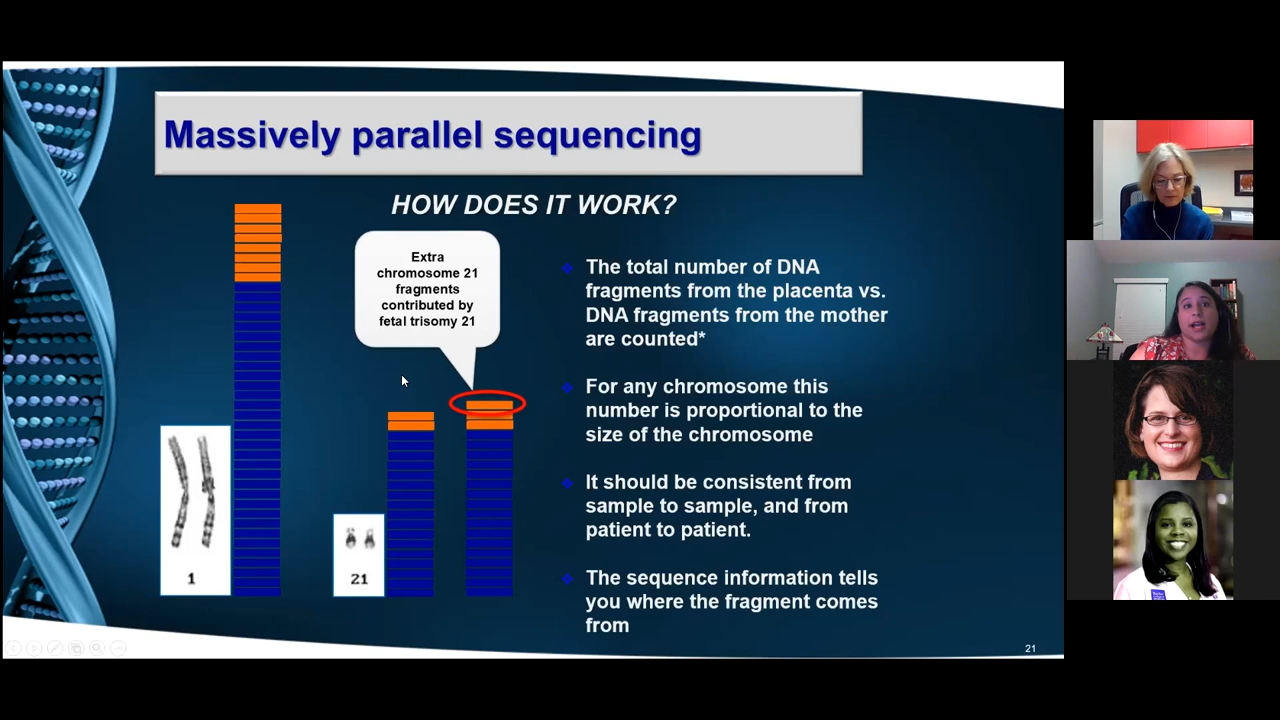 Massively parallel sequencing
HOW DOES IT WORK?
Extra
chromosome 21
fragments
contributed by
fetal trisomy 21
The total number of DNA
fragments from the placenta vs.
DNA fragments from the mother
are counted*
For any chromosome this
number is proportional to the
size of the chromosome
It should be consistent from
sample to sample, and from
patient to patient.
The sequence information tells
you where the fragment comes
from
1
21
21